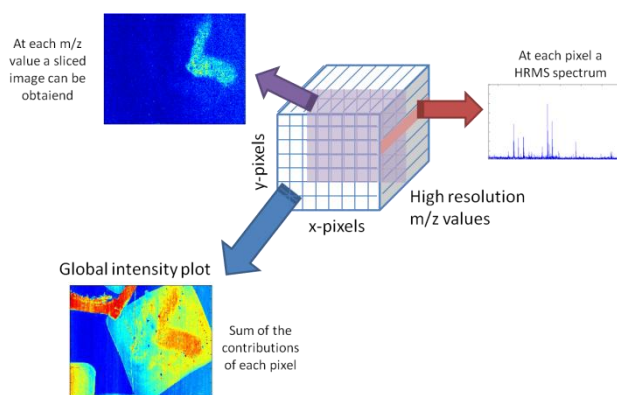 At each m/z
value a sliced
image can be
obtaiend
At each pixel a
HRMS spectrum
y-pixels
x-pixels
High resolution
m/z values
Global intensity plot
Sum of the
contributions
of each pixel